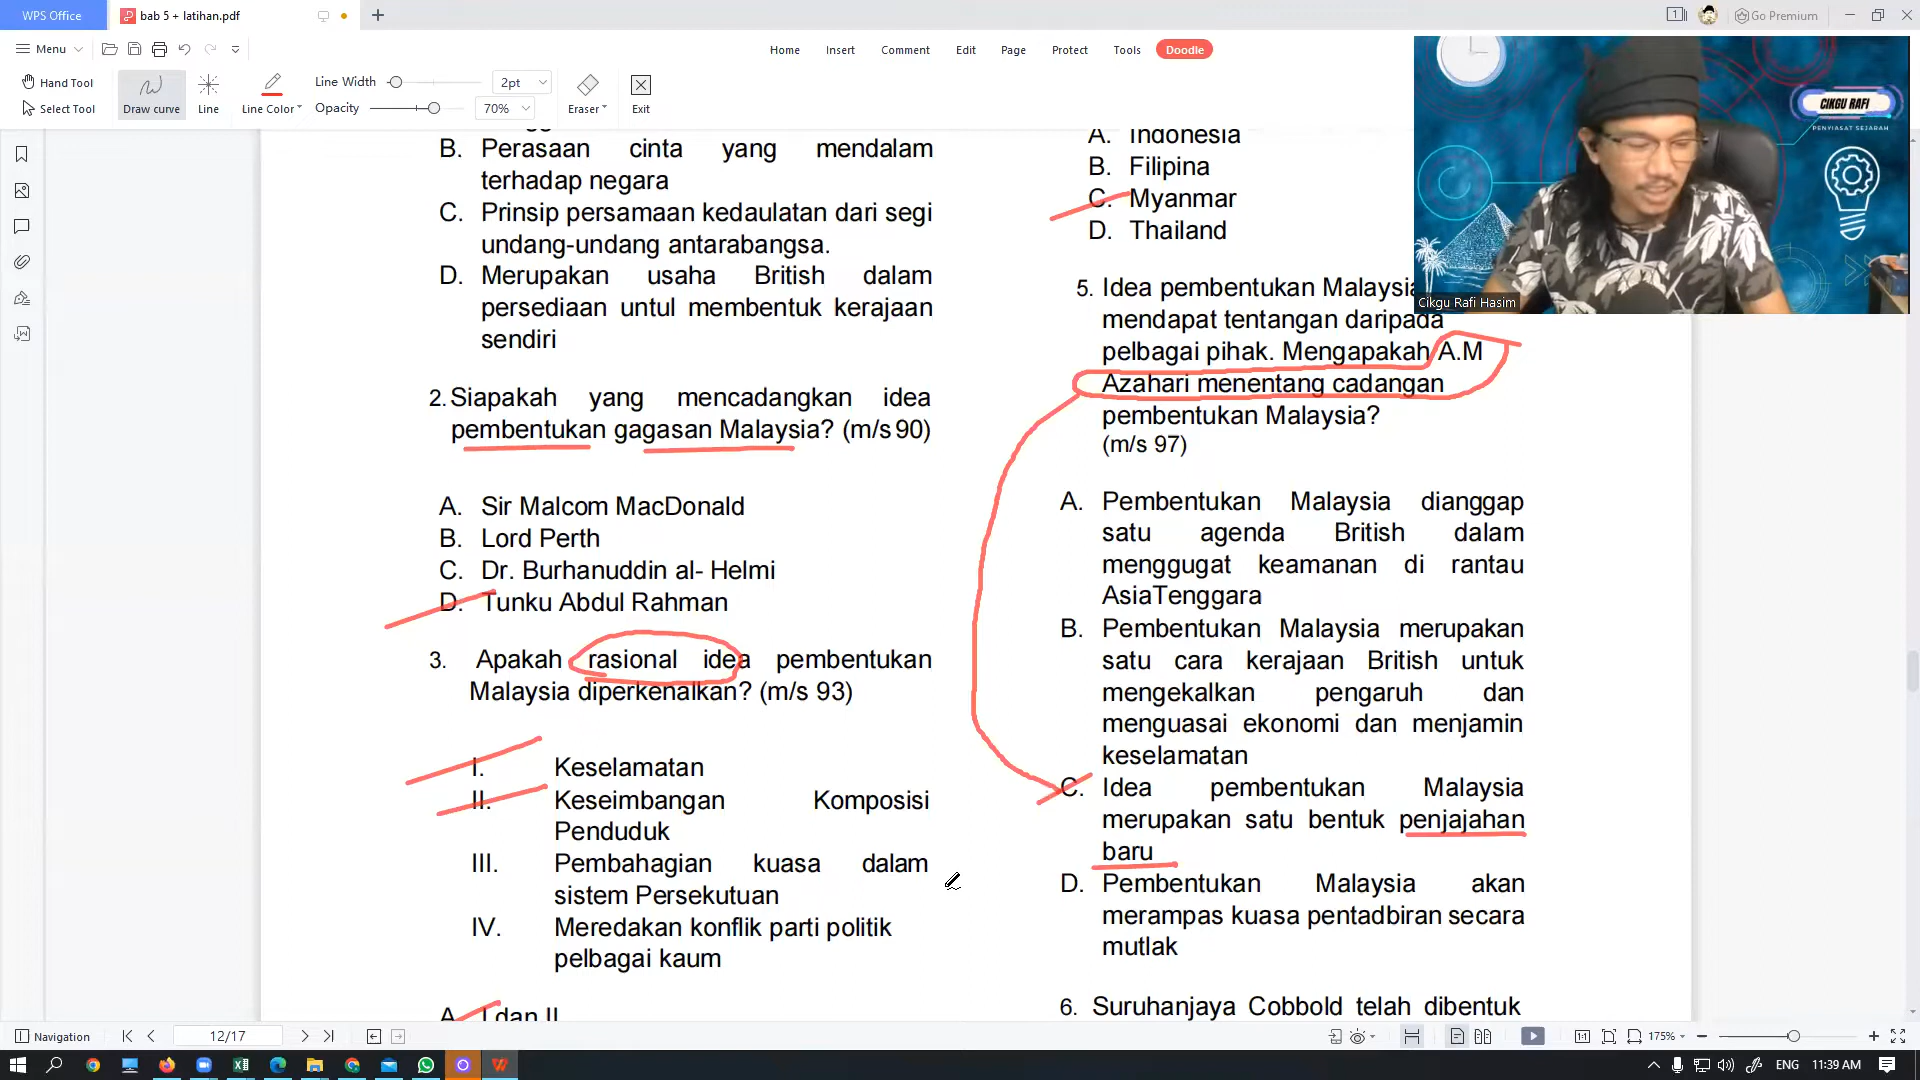 WPS Office
bab 5 + latihan.pdf
1
Go Premium
Menu
Home
Insert
Comment
Edit
Page
Protect
Tools
Doodle
Hand Tool
Select Tool
Draw curve
Line
Line Color
Line Width
2pt
Opacity
70%
Eraser
Exit
B. Perasaan cinta yang mendalam
terhadap negara
C. Prinsip persamaan kedaulatan dari segi
undang-undang antarabangsa.
D. Merupakan usaha British dalam
persediaan untul membentuk kerajaan
sendiri
2. Siapakah yang mencadangkan idea
pembentukan gagasan Malaysia? (m/s 90)
A. Sir Malcom MacDonald
B. Lord Perth
C. Dr. Burhanuddin al- Helmi
D. Tunku Abdul Rahman
3. Apakah rasional idea pembentukan
Malaysia diperkenalkan? (m/s 93)
I. Keselamatan
II. Keseimbangan Komposisi
Penduduk
III. Pembahagian kuasa dalam
sistem Persekutuan
IV. Meredakan konflik parti politik
pelbagai kaum
A. I dan II
A. Indonesia
B. Filipina
C. Myanmar
D. Thailand
5. Idea pembentukan Malaysia
mendapat tentangan daripada
pelbagai pihak. Mengapakah A.M
Azahari menentang cadangan
pembentukan Malaysia?
(m/s 97)
A. Pembentukan Malaysia dianggap
satu agenda British dalam
menggugat keamanan di rantau
AsiaTenggara
B. Pembentukan Malaysia merupakan
satu cara kerajaan British untuk
mengekalkan pengaruh dan
menguasai ekonomi dan menjamin
keselamatan
C. Idea pembentukan Malaysia
merupakan satu bentuk penjajahan
baru
D. Pembentukan Malaysia akan
merampas kuasa pentadbiran secara
mutlak
6. Suruhanjaya Cobbold telah dibentuk
CIKGU RAFI
PENYIASAT SEJARAH
Cikgu Rafi Hasim
Navigation
12/17
175%
ENG
11:39 AM